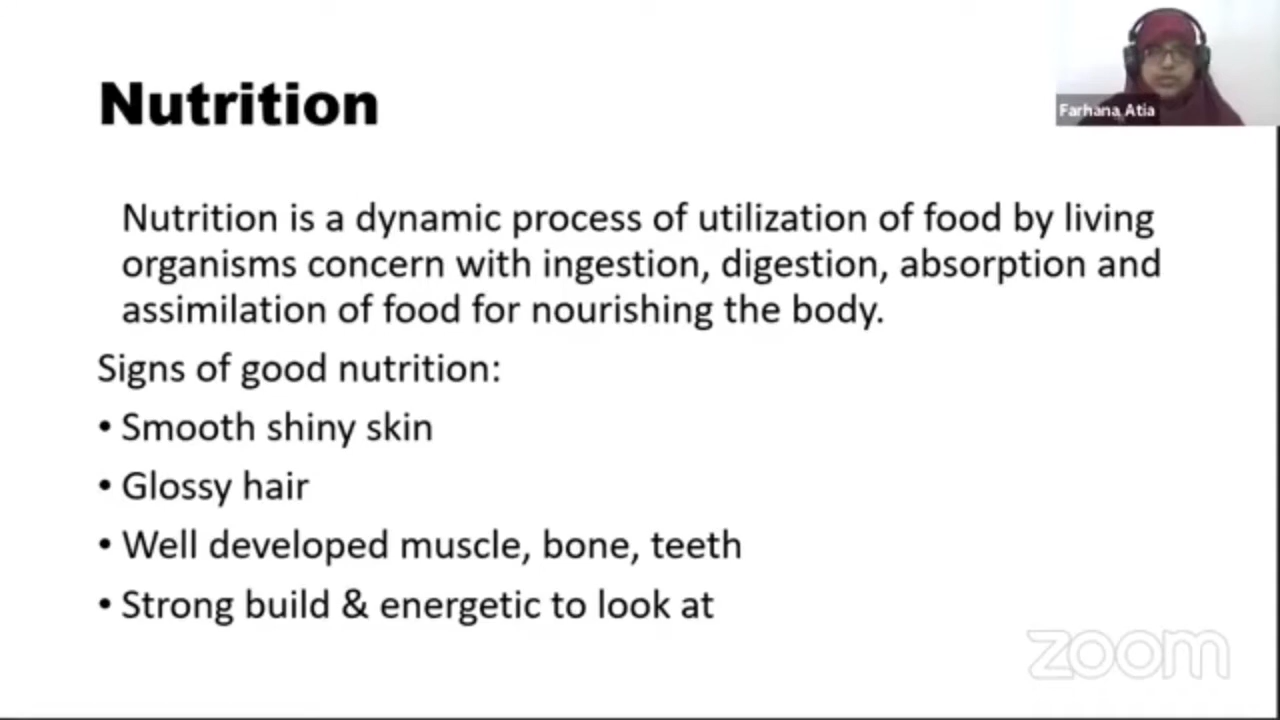 Nutrition
Farhana Atia
Nutrition is a dynamic process of utilization of food by living
organisms concern with ingestion, digestion, absorption and
assimilation of food for nourishing the body.
Signs of good nutrition:
• Smooth shiny skin
• Glossy hair
• Well developed muscle, bone, teeth
• Strong build & energetic to look at
zoom